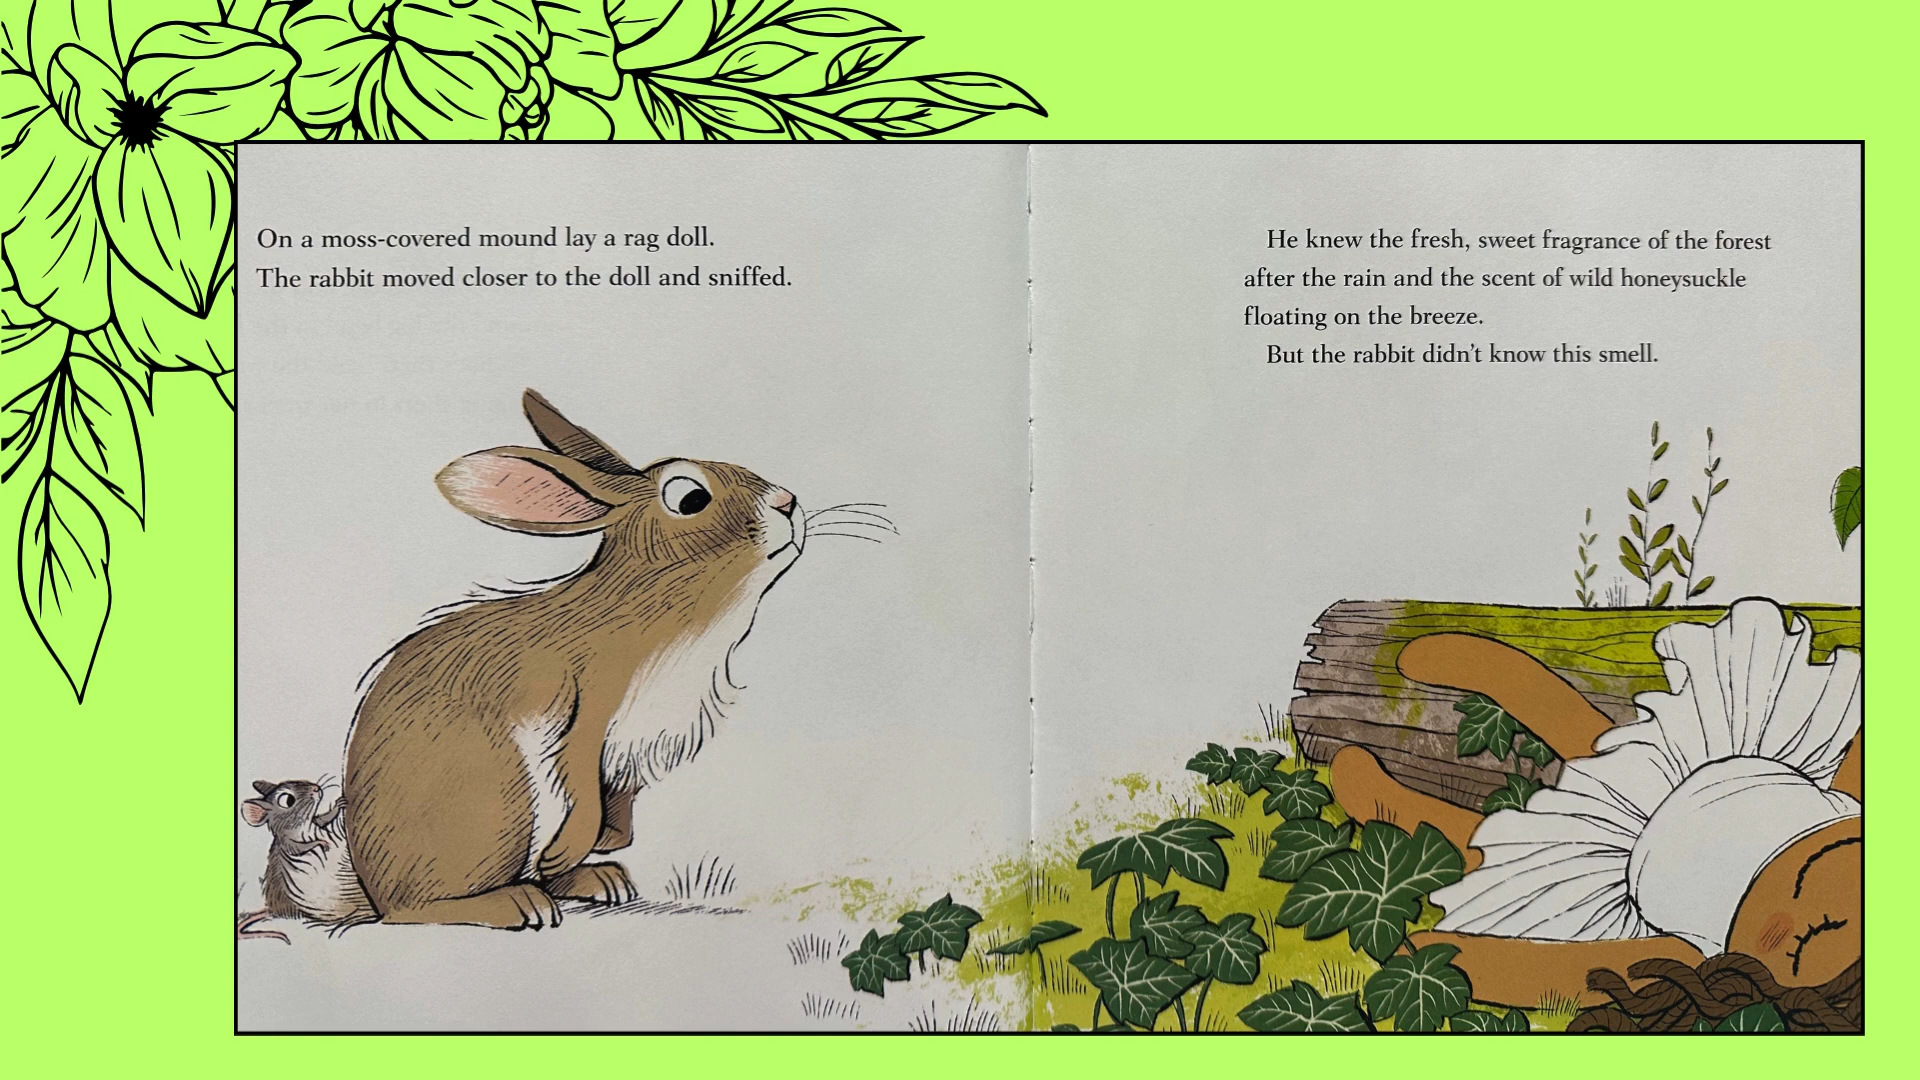 On a moss-covered mound lay a rag doll.
The rabbit moved closer to the doll and sniffed.
He knew the fresh, sweet fragrance of the forest
after the rain and the scent of wild honeysuckle
floating on the breeze.
But the rabbit didn't know this smell.